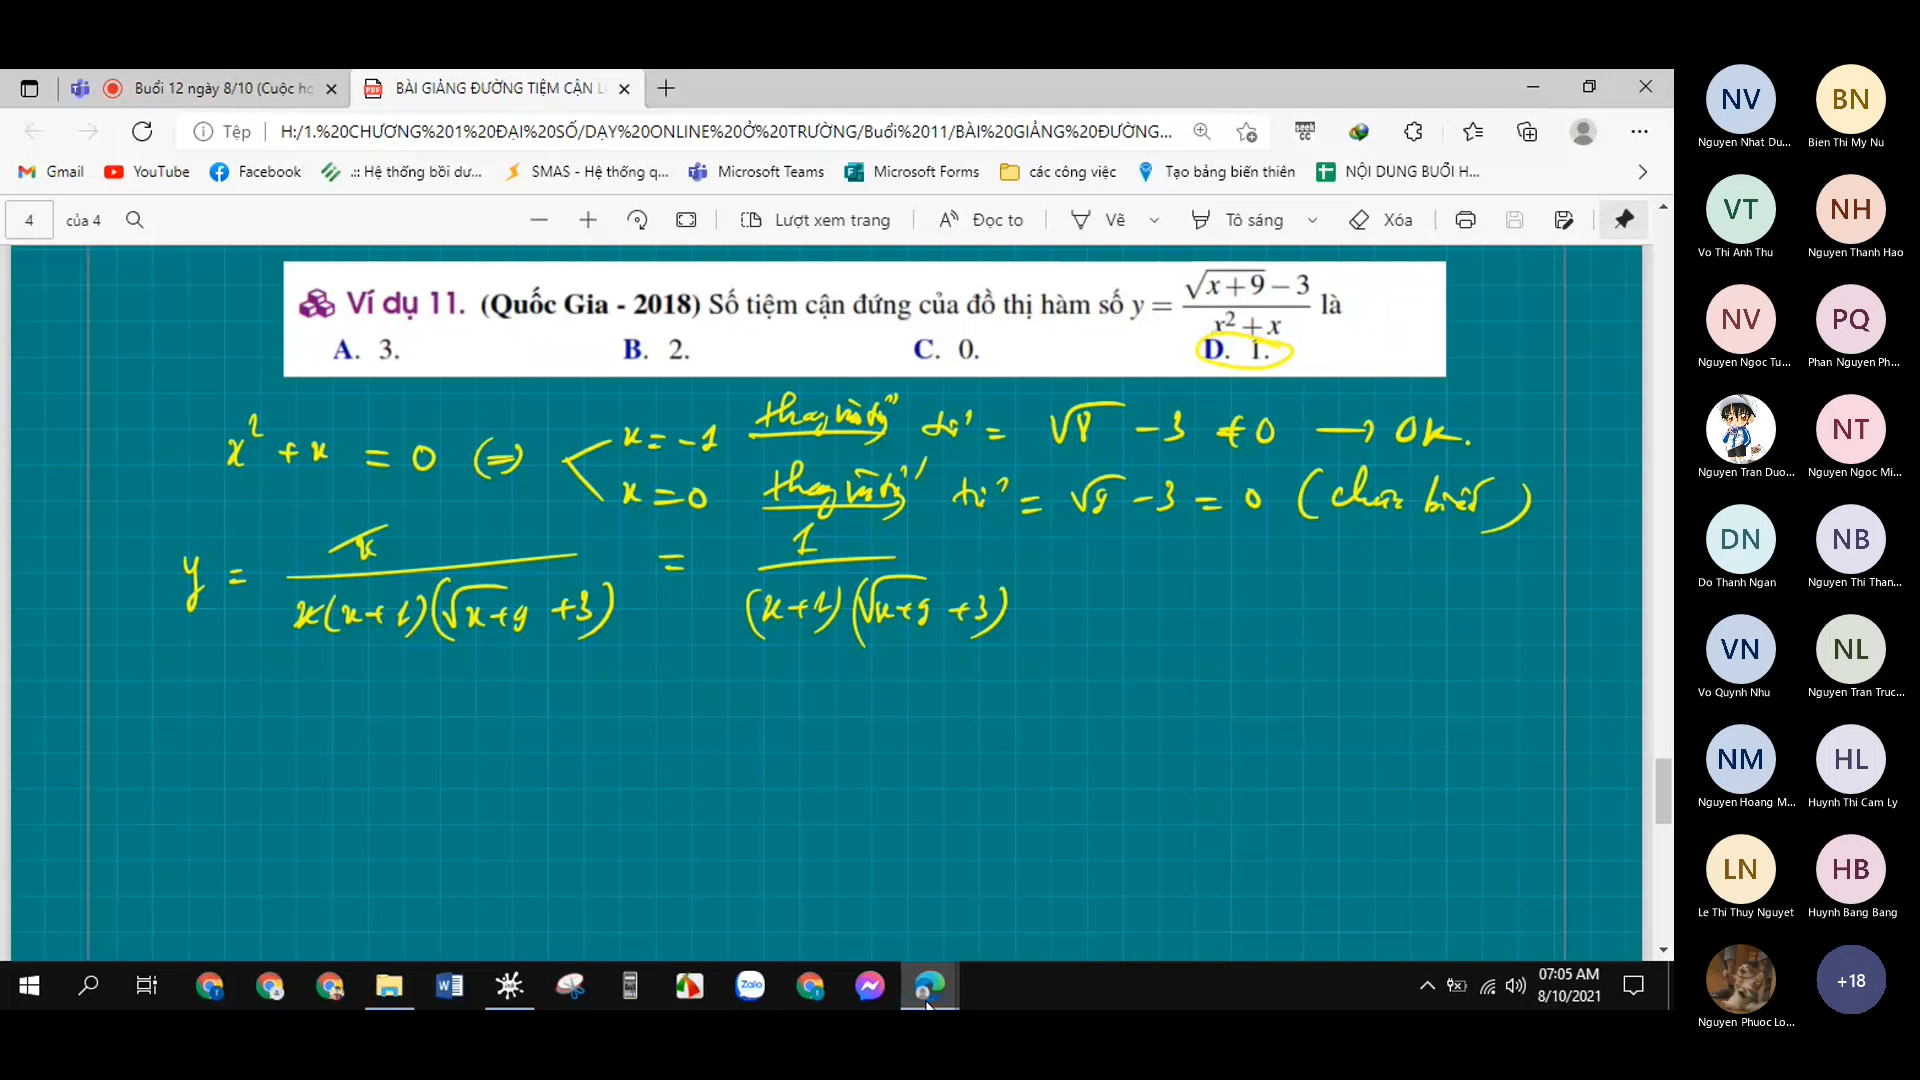 Buổi 12 ngày 8/10 (Cuộc họ
BÀI GIẢNG ĐƯỜNG TIỆM CẬN L
Tệp
H:/1.%20CHƯƠNG%201%20ĐẠI%20SỐ/DẠY%20ONLINE%20Ở%20TRƯỜNG/Buổi%2011/BÀI%20GIẢNG%20ĐƯỜNG...
Gmail YouTube Facebook .:: Hệ thống bồi dư... SMAS - Hệ thống q... Microsoft Teams Microsoft Forms các công việc Tạo bảng biến thiên NỘI DUNG BUỔI H...
4 của 4 Lượt xem trang Đọc to Vẽ Tô sáng Xóa
Ví dụ 11. (Quốc Gia - 2018) Số tiệm cận đứng của đồ thị hàm số y = (√(x+9) − 3)/(x² + x) là
A. 3. B. 2. C. 0. D. 1.
x² + x = 0 ⇔
x = -1 thay vào tử = √8 - 3 ≠ 0 → OK.
x = 0 thay vào tử = √9 - 3 = 0 (chưa biết)
y = x/(x(x+1)(√x+9 +3)) = 1/((x+1)(√x+9 +3))
NV BN
Nguyen Nhat Du... Bien Thi My Nu
VT NH
Vo Thi Anh Thu Nguyen Thanh Hao
NV PQ
Nguyen Ngoc Tu... Phan Nguyen Ph...
NT
Nguyen Tran Duo... Nguyen Ngoc Mi...
DN NB
Do Thanh Ngan Nguyen Thi Than...
VN NL
Vo Quynh Nhu Nguyen Tran Truc...
NM HL
Nguyen Hoang M... Huynh Thi Cam Ly
LN HB
Le Thi Thuy Nguyet Huynh Bang Bang
+18
Nguyen Phuoc Lo...
Zalo
07:05 AM
8/10/2021